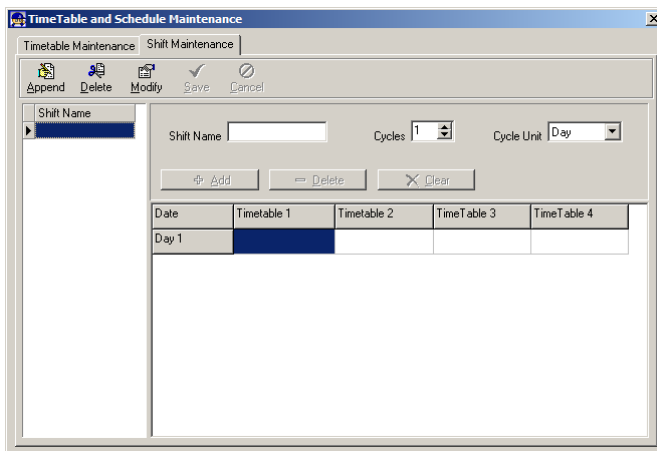 TimeTable and Schedule Maintenance
Timetable Maintenance Shift Maintenance
Append Delete Modify Save Cancel
Shift Name
Shift Name Cycles 1 Cycle Unit Day
Add Delete Clear
Date Timetable 1 Timetable 2 TimeTable 3 TimeTable 4
Day 1